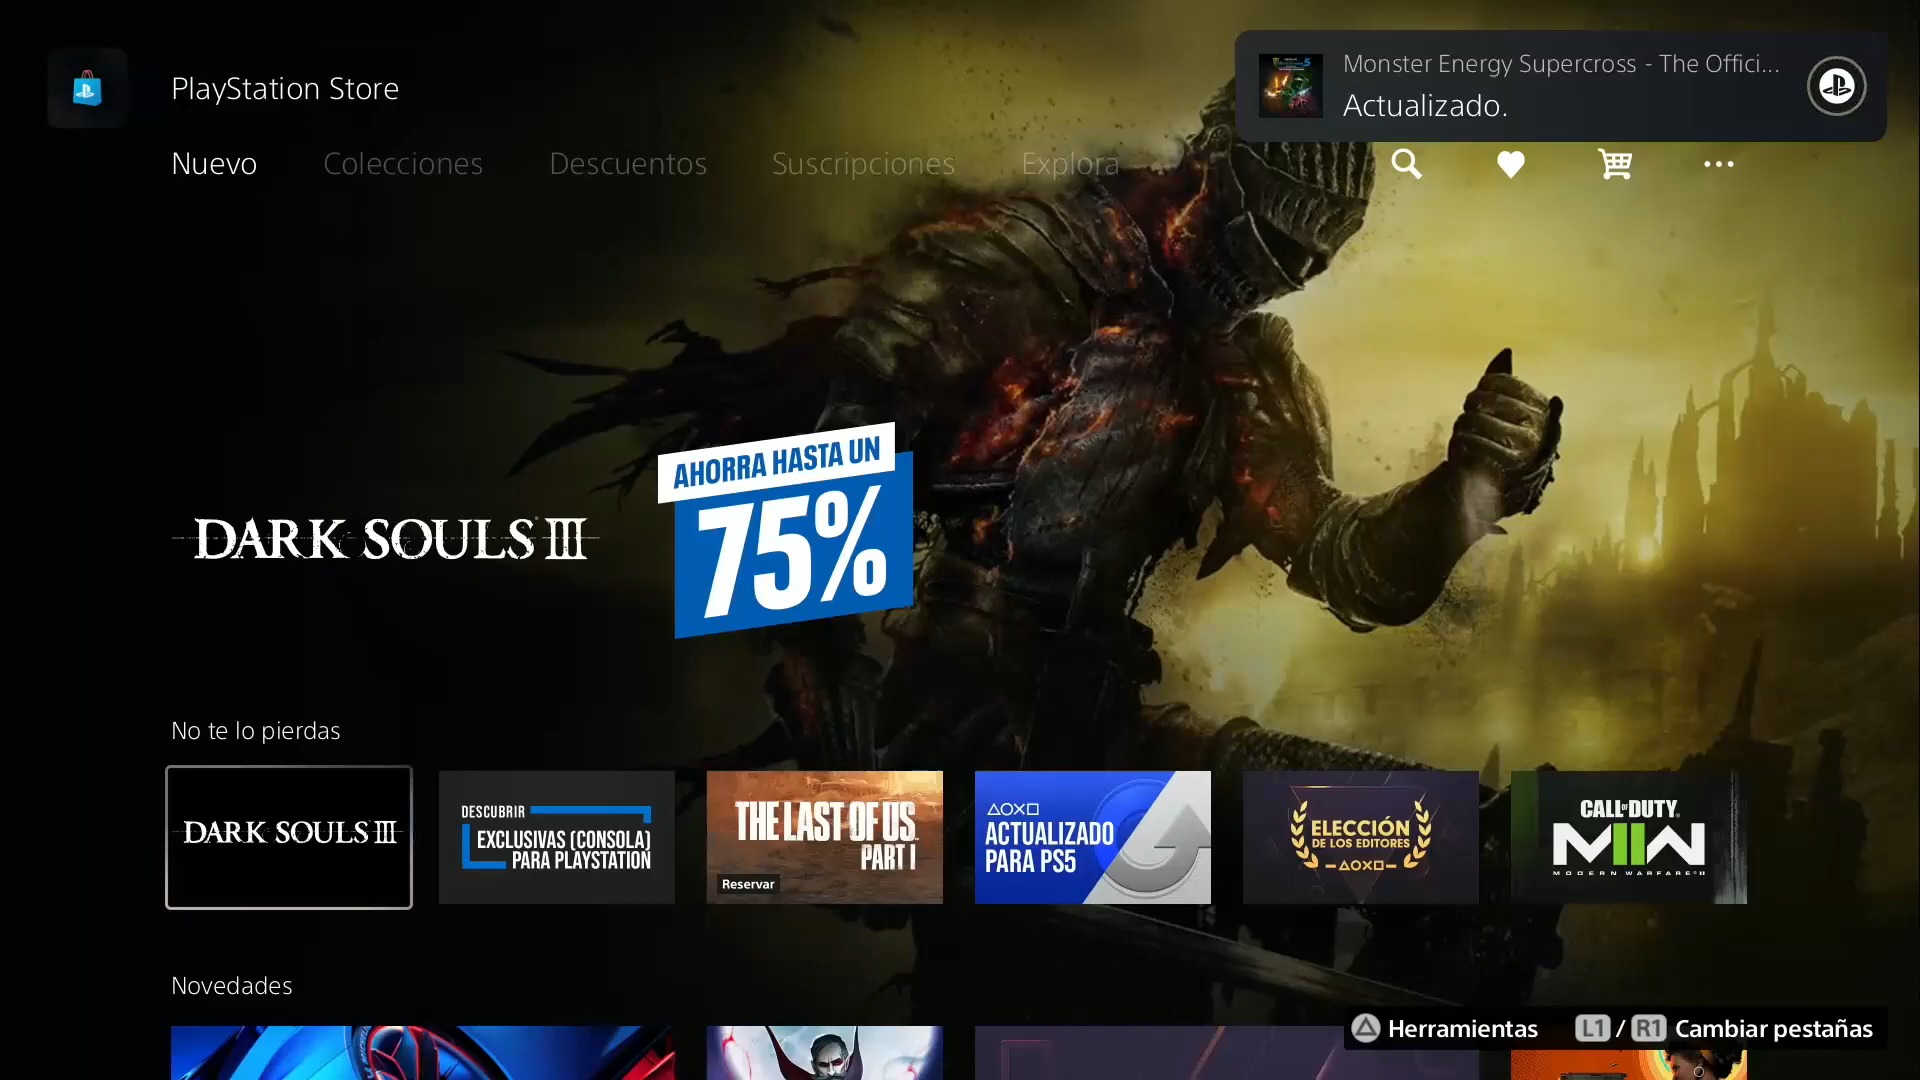 PlayStation Store
Monster Energy Supercross - The Offici...
Actualizado.
Nuevo
Colecciones
Descuentos
Suscripciones
Explora
AHORRA HASTA UN
75%
DARK SOULS III
No te lo pierdas
DARK SOULS III
DESCUBRIR
EXCLUSIVAS (CONSOLA)
PARA PLAYSTATION
THE LAST OF US
PART I
Reservar
ACTUALIZADO
PARA PS5
ELECCIÓN
DE LOS EDITORES
CALL OF DUTY
MWII
MODERN WARFARE II
Novedades
Herramientas
L1 / R1 Cambiar pestañas